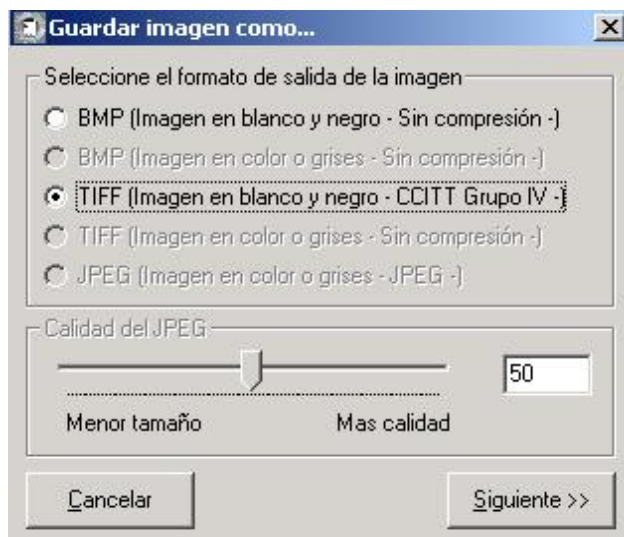 Guardar imagen como...
Seleccione el formato de salida de la imagen
BMP (Imagen en blanco y negro - Sin compresión -)
BMP (Imagen en color o grises - Sin compresión -)
TIFF (Imagen en blanco y negro - CCITT Grupo IV -)
TIFF (Imagen en color o grises - Sin compresión -)
JPEG (Imagen en color o grises - JPEG -)
Calidad del JPEG
50
Menor tamaño Mas calidad
Cancelar Siguiente >>